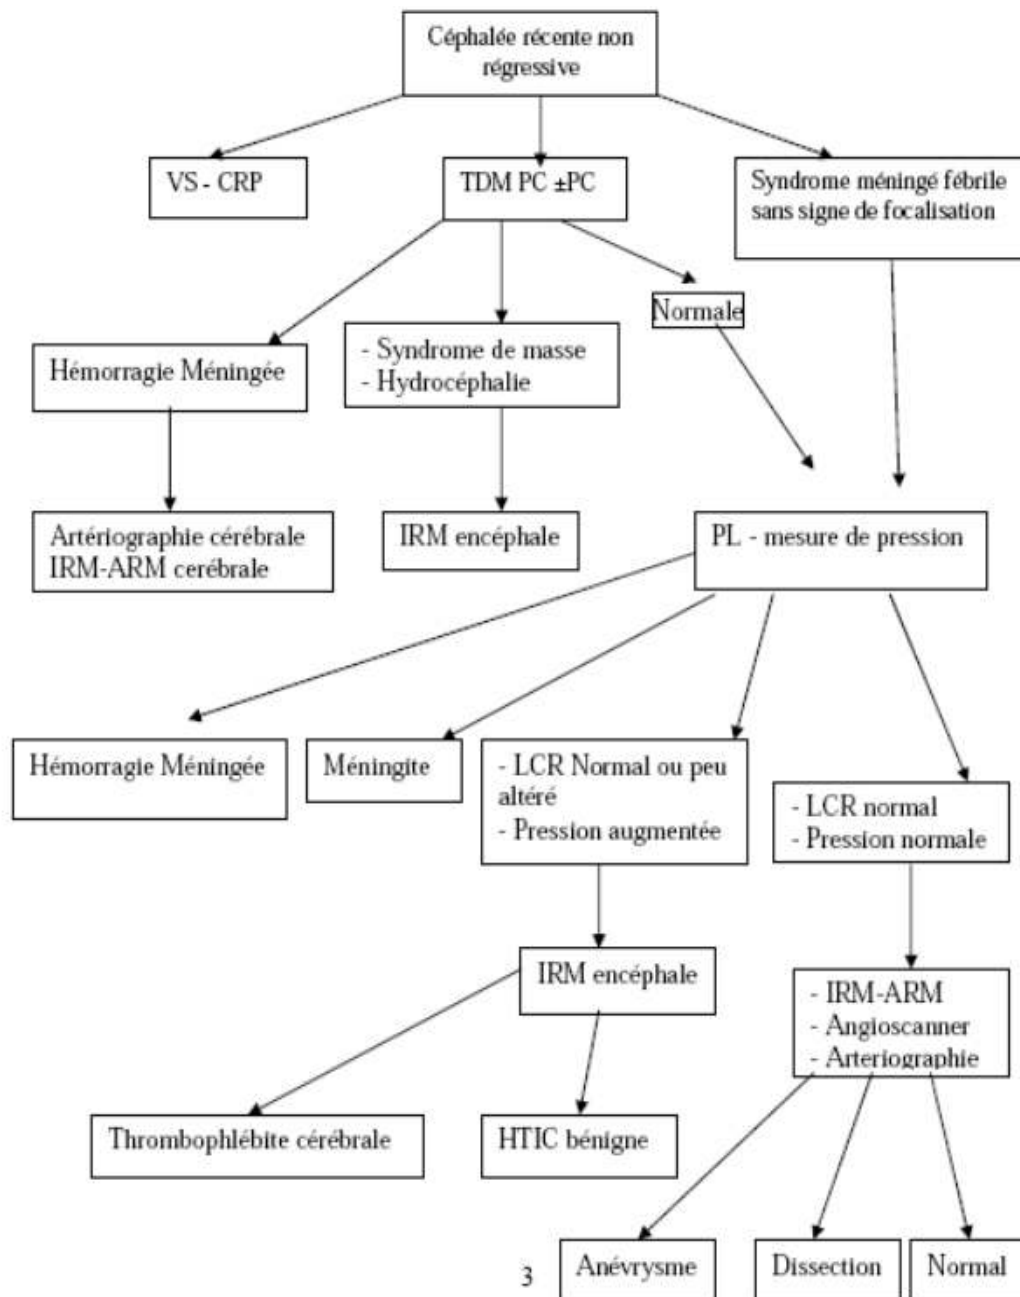 Céphalée récente non
régressive
VS - CRP
TDM PC ±PC
Syndrome méningé fébrile
sans signe de focalisation
Normale
Hémorragie Méningée
- Syndrome de masse
- Hydrocéphalie
Artériographie cérébrale
IRM-ARM cerébrale
IRM encéphale
PL - mesure de pression
Hémorragie Méningée
Méningite
- LCR Normal ou peu
altéré
- Pression augmentée
- LCR normal
- Pression normale
IRM encéphale
- IRM-ARM
- Angioscanner
- Arteriographie
Thrombophlébite cérébrale
HTIC bénigne
Anévrysme
Dissection
Normal
3